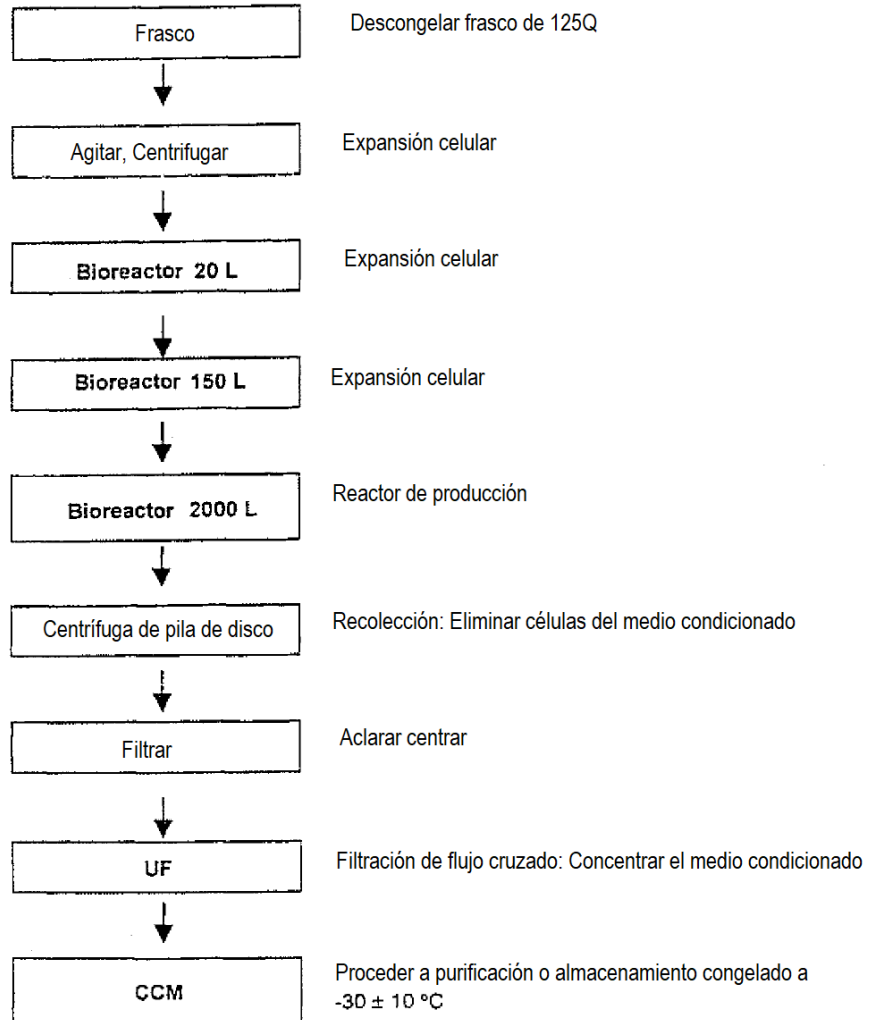 Frasco
Descongelar frasco de 125Q
Agitar, Centrifugar
Expansión celular
Bioreactor 20 L
Expansión celular
Bioreactor 150 L
Expansión celular
Bioreactor 2000 L
Reactor de producción
Centrífuga de pila de disco
Recolección: Eliminar células del medio condicionado
Filtrar
Aclarar centrar
UF
Filtración de flujo cruzado: Concentrar el medio condicionado
CCM
Proceder a purificación o almacenamiento congelado a
-30 ± 10 ºC